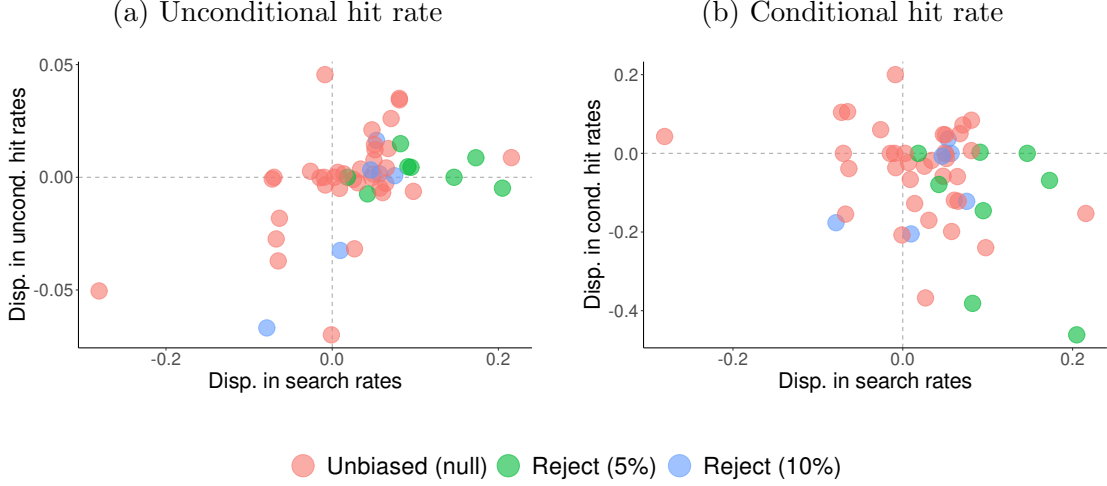 (a) Unconditional hit rate
(b) Conditional hit rate
Disp. in uncond. hit rates
0.05
0.00
-0.05
-0.2
0.0
0.2
Disp. in search rates
Disp. in cond. hit rates
0.2
0.0
-0.2
-0.4
-0.2
0.0
0.2
Disp. in search rates
Unbiased (null)
Reject (5%)
Reject (10%)